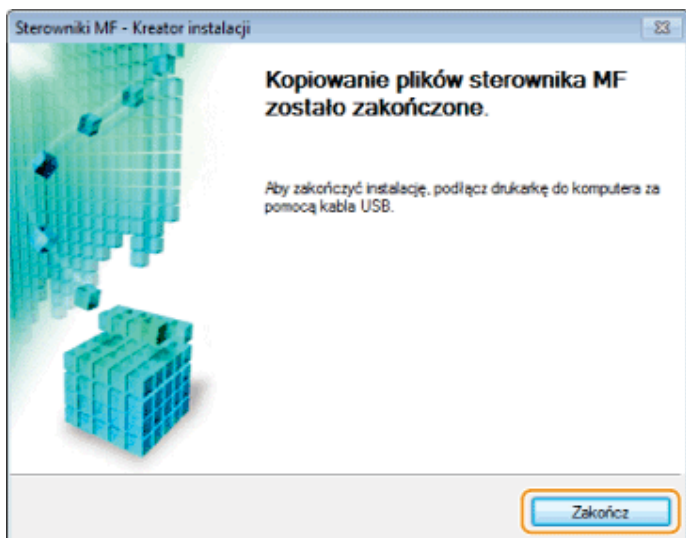 Sterowniki MF - Kreator instalacji
Kopiowanie plików sterownika MF
zostało zakończone.
Aby zakończyć instalację, podłącz drukarkę do komputera za
pomocą kabla USB.
Zakończ